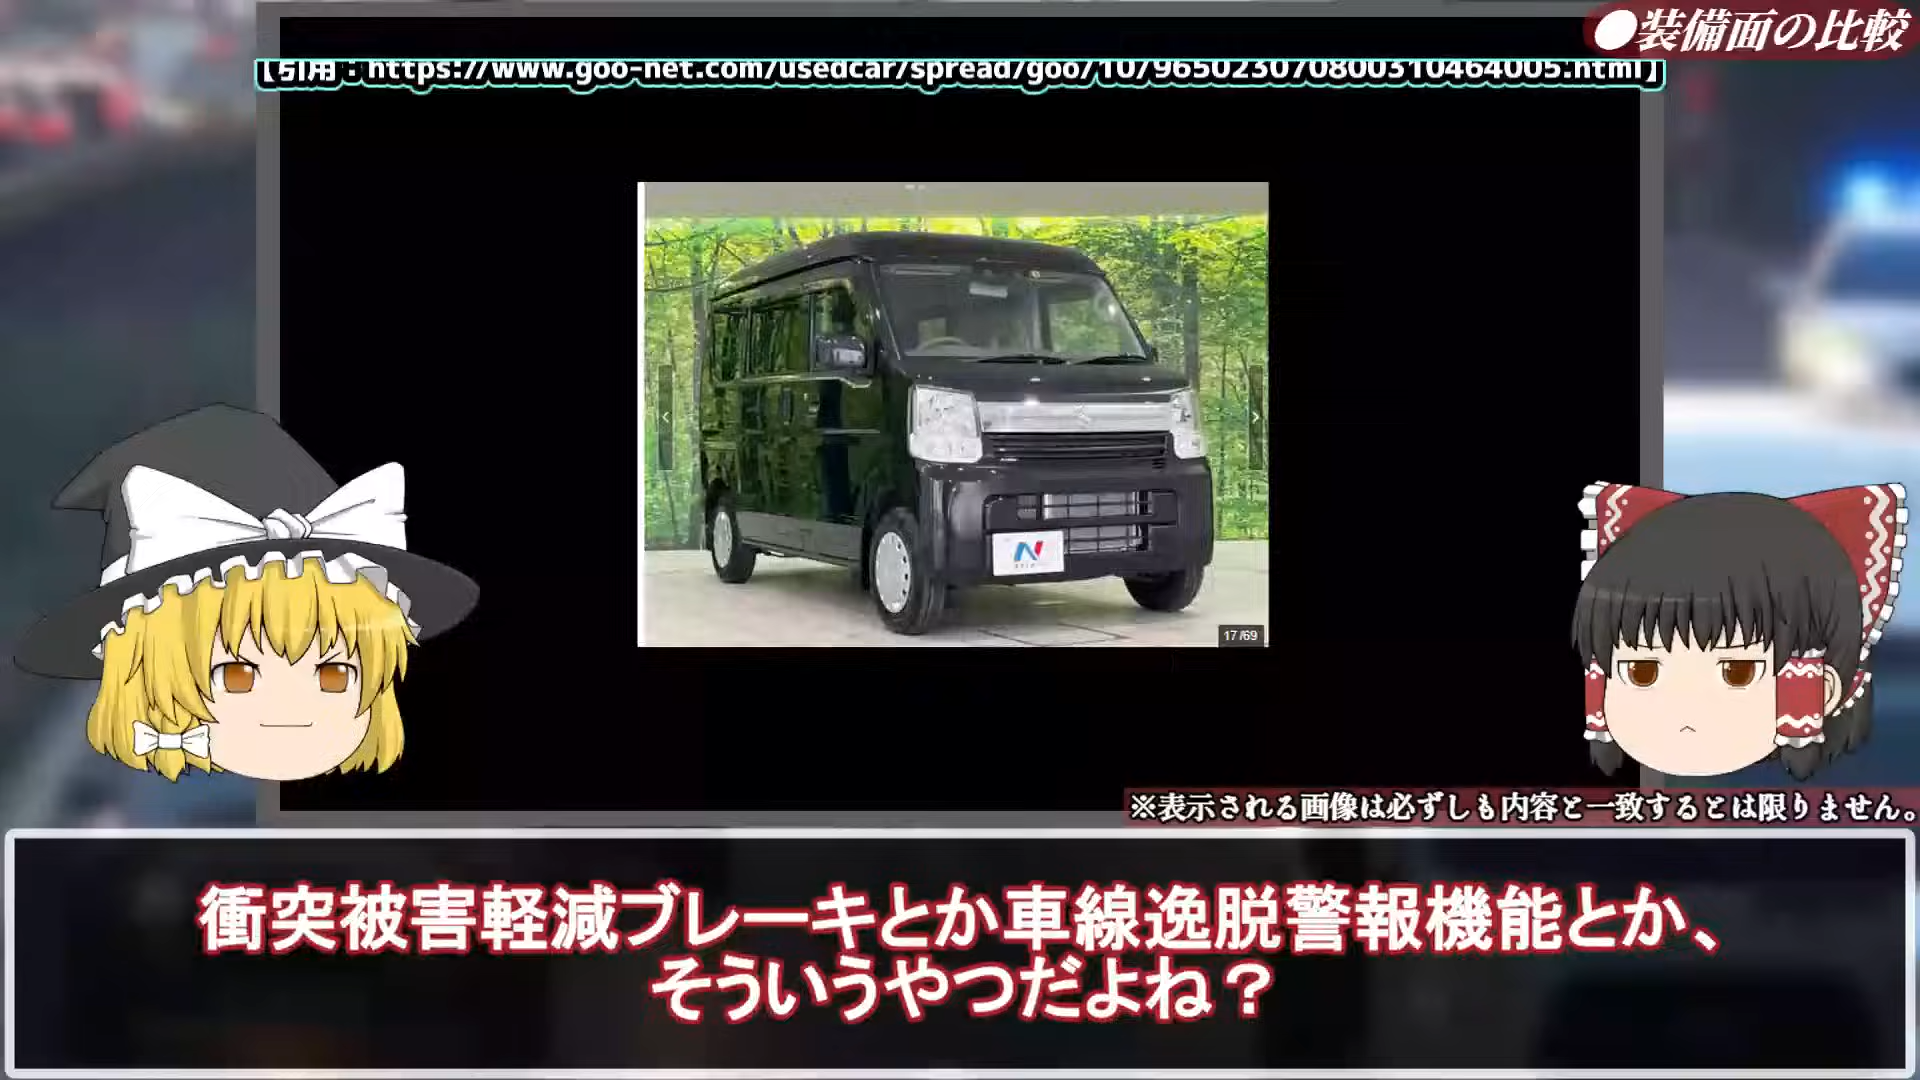 ●装備面の比較
【引用：https://www.goo-net.com/usedcar/spread/goo/10/965023070800310464005.html】
17/69
※表示される画像は必ずしも内容と一致するとは限りません。
衝突被害軽減ブレーキとか車線逸脱警報機能とか、
そういうやつだよね？